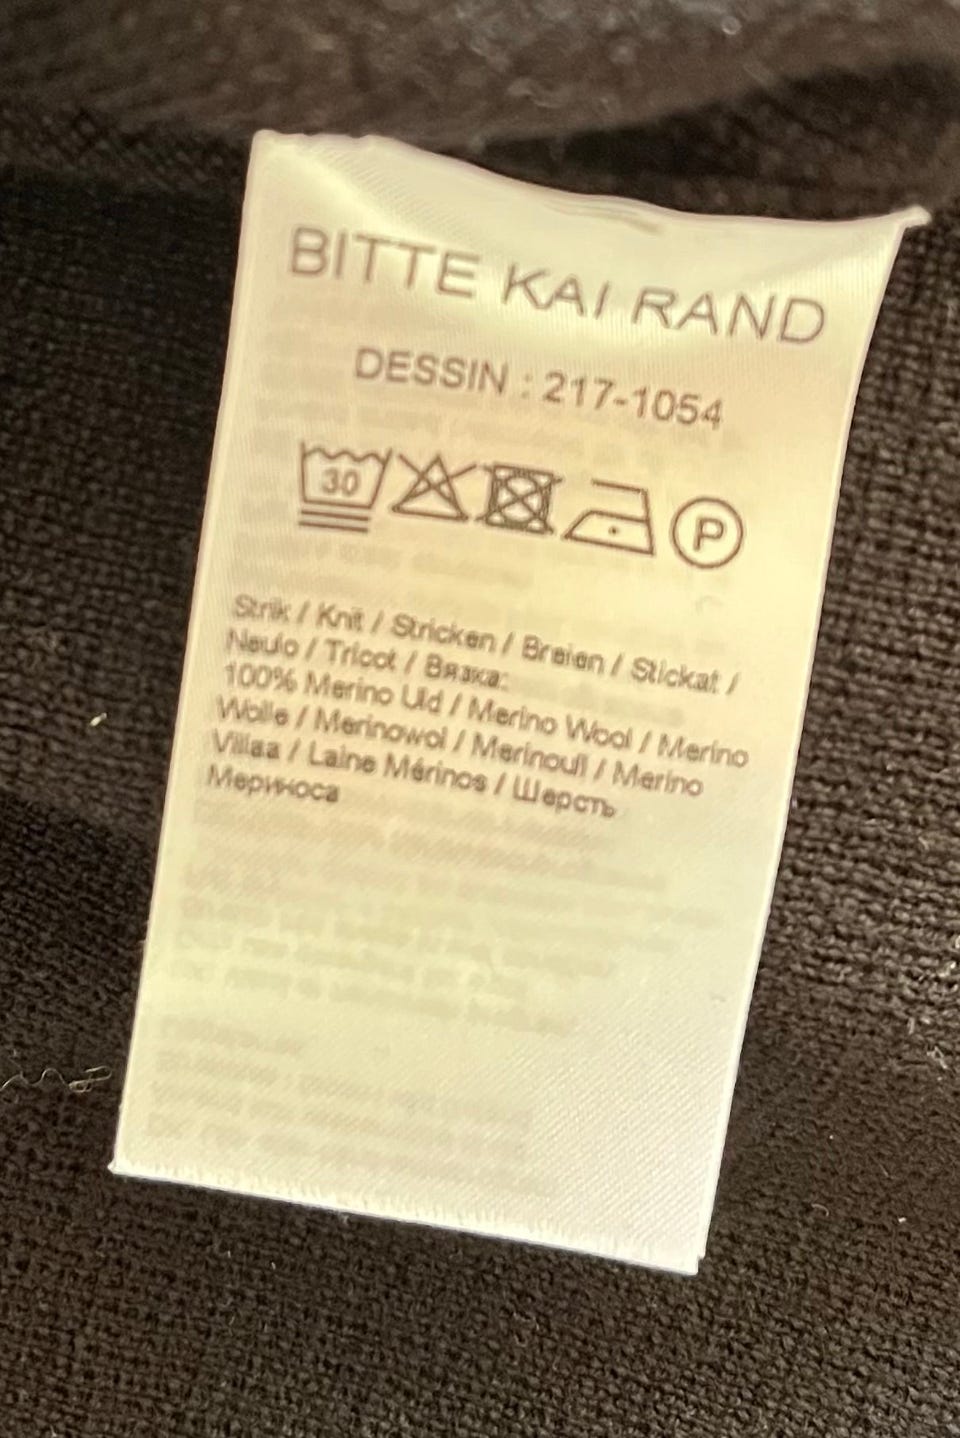 BITTE KAI RAND
DESSIN : 217-1054
30 P
Strik / Knit / Stricken / Breien / Stickat /
Neulo / Tricot / Вязка:
100% Merino Uld / Merino Wool / Merino
Wolle / Merinowol / Merinoull / Merino
Villaa / Laine Mérinos / Шерсть
Мериноса